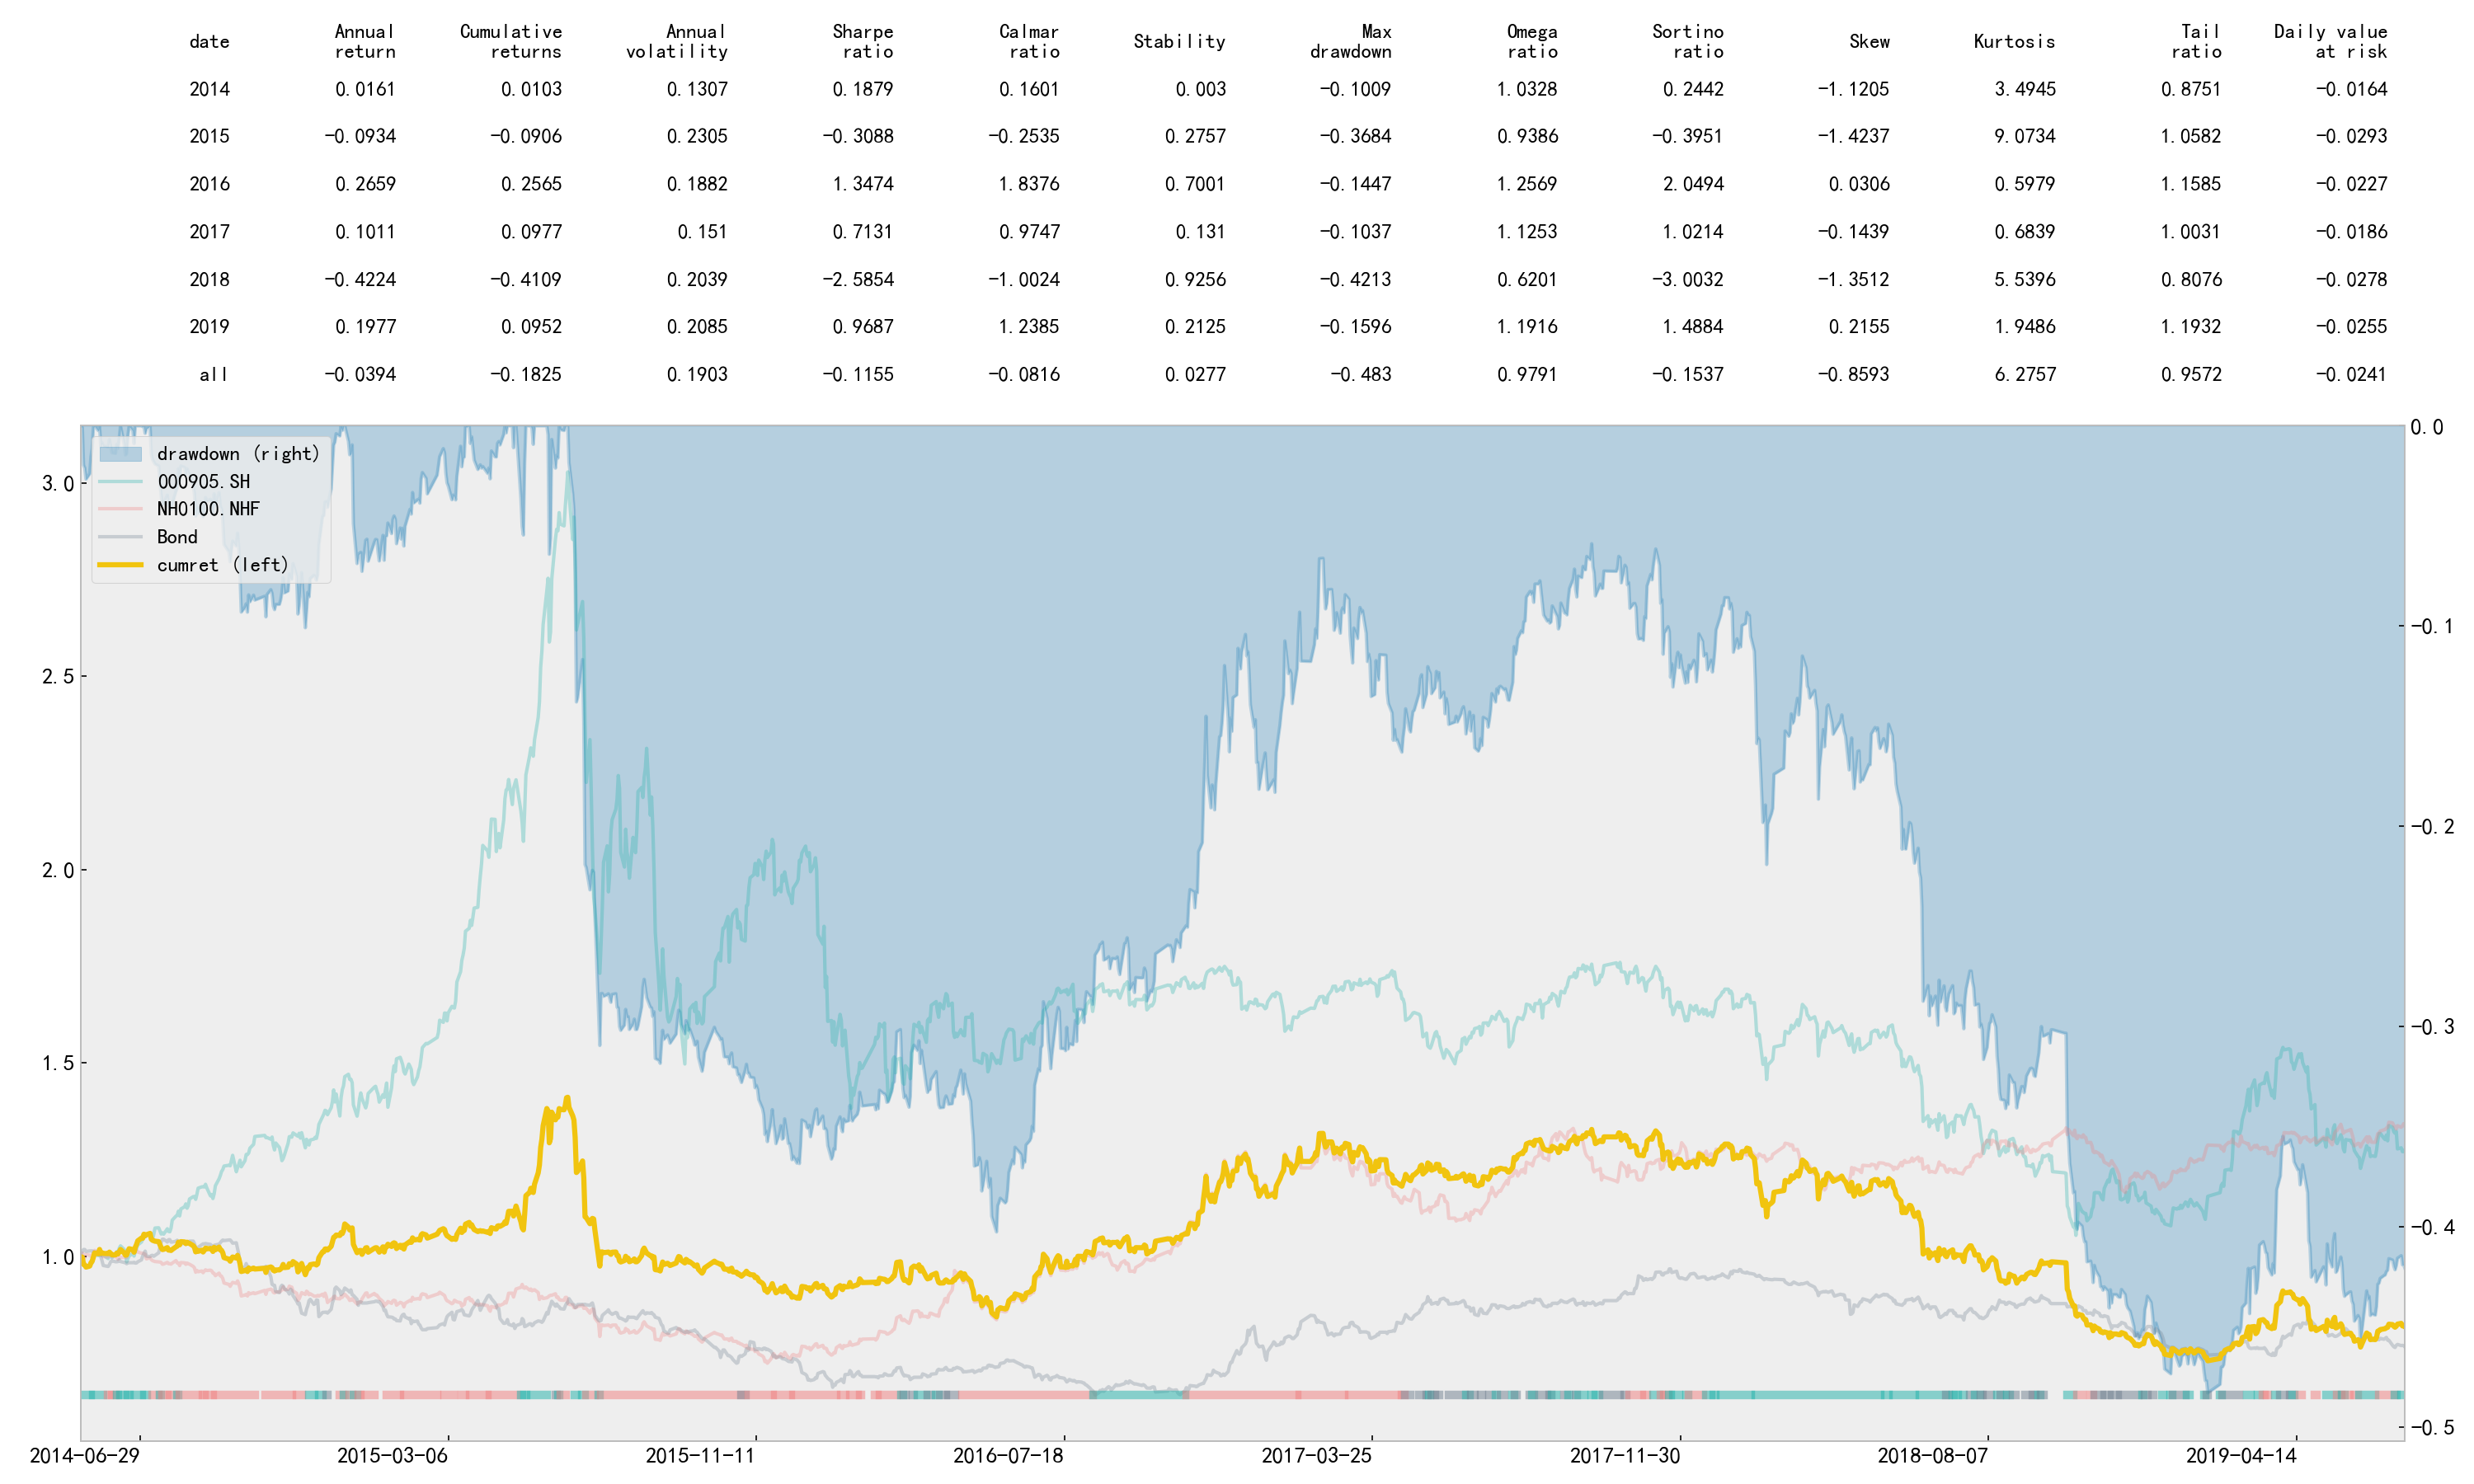 date Annual return Cumulative returns Annual volatility Sharpe ratio Calmar ratio Stability Max drawdown Omega ratio Sortino ratio Skew Kurtosis Tail ratio Daily value at risk
2014 0.0161 0.0103 0.1307 0.1879 0.1601 0.003 -0.1009 1.0328 0.2442 -1.1205 3.4945 0.8751 -0.0164
2015 -0.0934 -0.0906 0.2305 -0.3088 -0.2535 0.2757 -0.3684 0.9386 -0.3951 -1.4237 9.0734 1.0582 -0.0293
2016 0.2659 0.2565 0.1882 1.3474 1.8376 0.7001 -0.1447 1.2569 2.0494 0.0306 0.5979 1.1585 -0.0227
2017 0.1011 0.0977 0.151 0.7131 0.9747 0.131 -0.1037 1.1253 1.0214 -0.1439 0.6839 1.0031 -0.0186
2018 -0.4224 -0.4109 0.2039 -2.5854 -1.0024 0.9256 -0.4213 0.6201 -3.0032 -1.3512 5.5396 0.8076 -0.0278
2019 0.1977 0.0952 0.2085 0.9687 1.2385 0.2125 -0.1596 1.1916 1.4884 0.2155 1.9486 1.1932 -0.0255
all -0.0394 -0.1825 0.1903 -0.1155 -0.0816 0.0277 -0.483 0.9791 -0.1537 -0.8593 6.2757 0.9572 -0.0241
drawdown (right)
000905.SH
NH0100.NHF
Bond
cumret (left)
3.0
2.5
2.0
1.5
1.0
0.0
-0.1
-0.2
-0.3
-0.4
-0.5
2014-06-29 2015-03-06 2015-11-11 2016-07-18 2017-03-25 2017-11-30 2018-08-07 2019-04-14